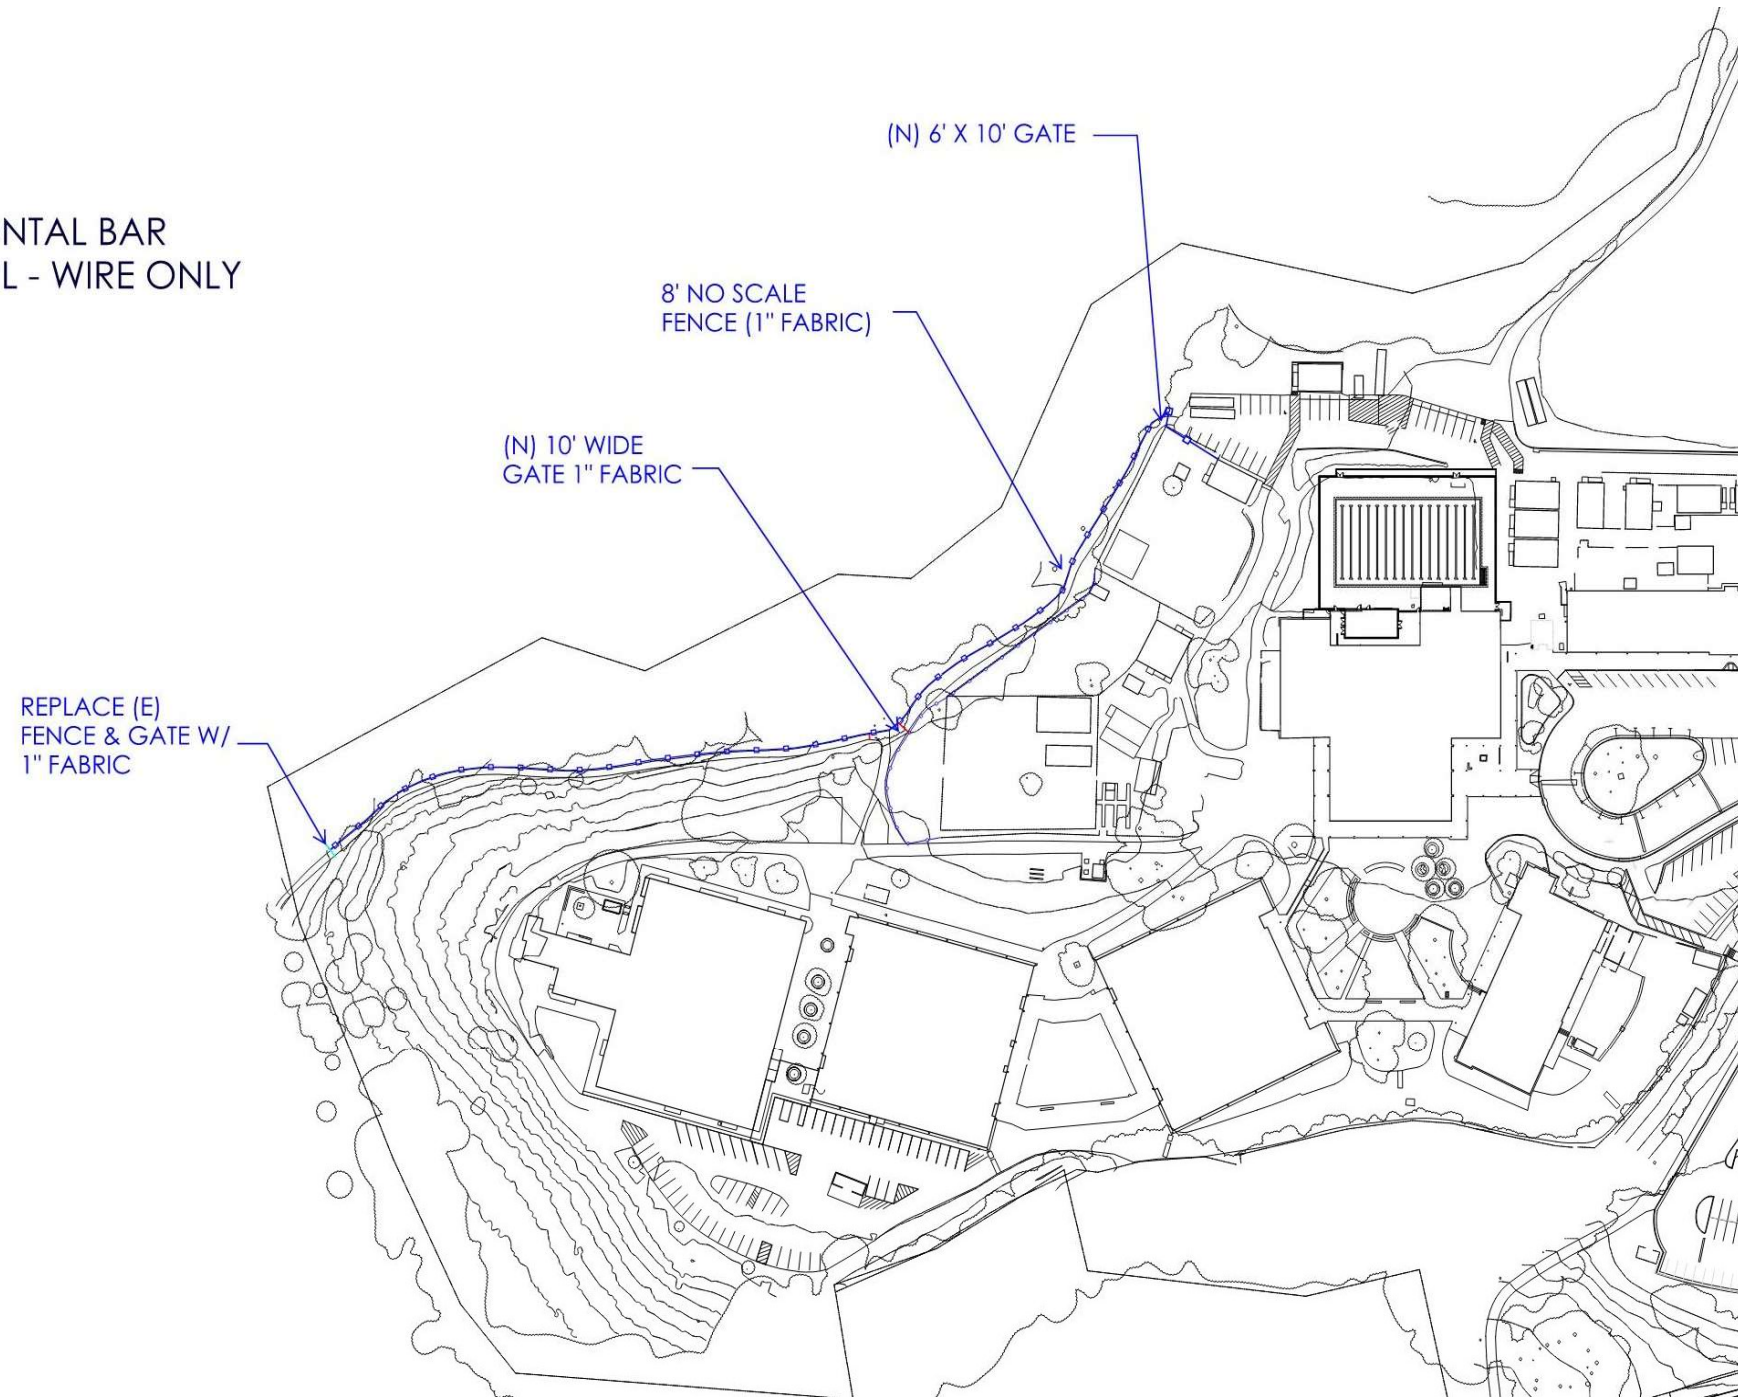 (N) 6' X 10' GATE
NTAL BAR
L - WIRE ONLY
8' NO SCALE
FENCE (1" FABRIC)
(N) 10' WIDE
GATE 1" FABRIC
REPLACE (E)
FENCE & GATE W/
1" FABRIC